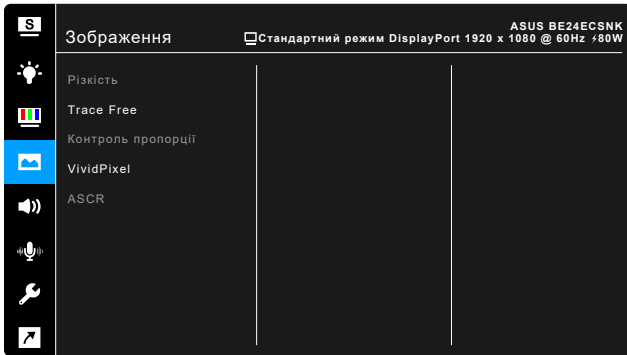 S
ASUS BE24ECSNK
Зображення
Стандартний режим DisplayPort 1920 x 1080 @ 60Hz ⚡80W
Різкість
Trace Free
Контроль пропорції
VividPixel
ASCR